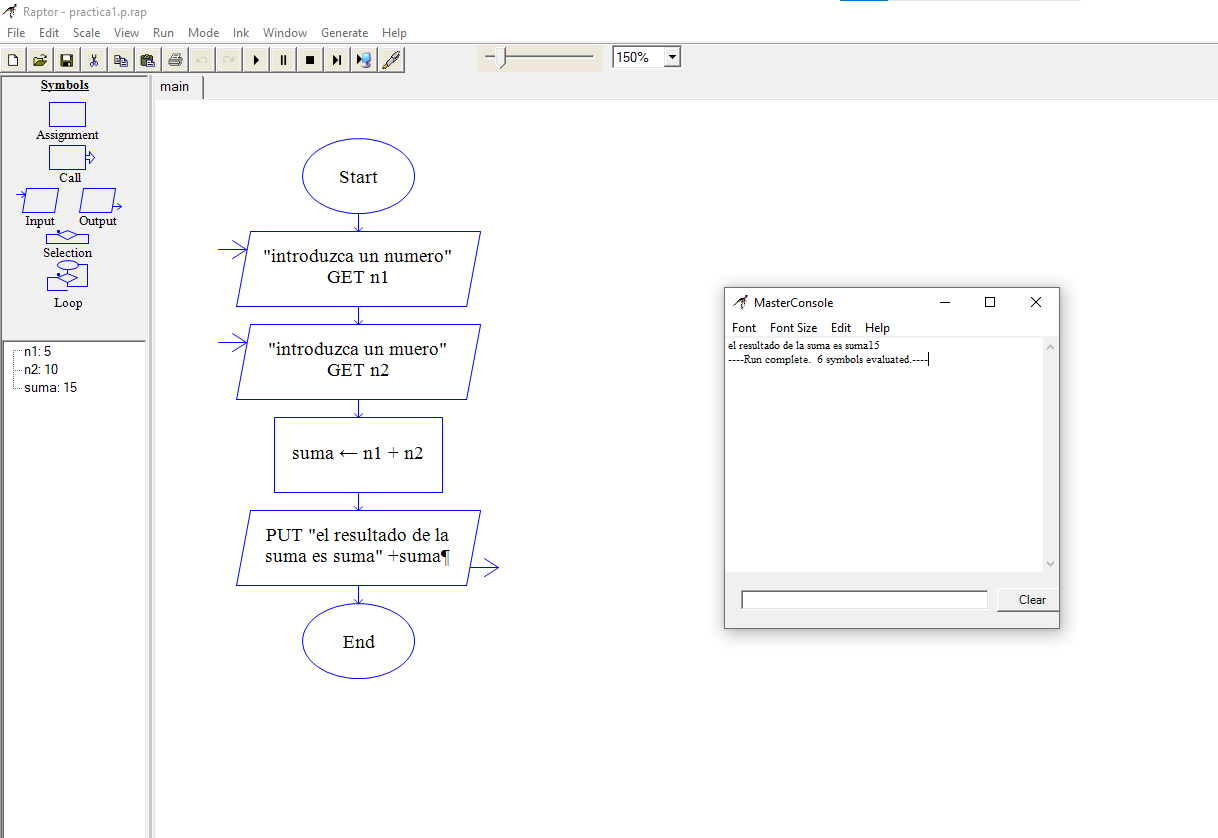 Raptor - practica1.p.rap
File Edit Scale View Run Mode Ink Window Generate Help
150%
Symbols
Assignment
Call
Input Output
Selection
Loop
n1: 5
n2: 10
suma: 15
main
Start
"introduzca un numero"
GET n1
"introduzca un muero"
GET n2
suma ← n1 + n2
PUT "el resultado de la
suma es suma" +suma¶
End
MasterConsole
Font Font Size Edit Help
el resultado de la suma es suma15
----Run complete.  6 symbols evaluated.----
Clear